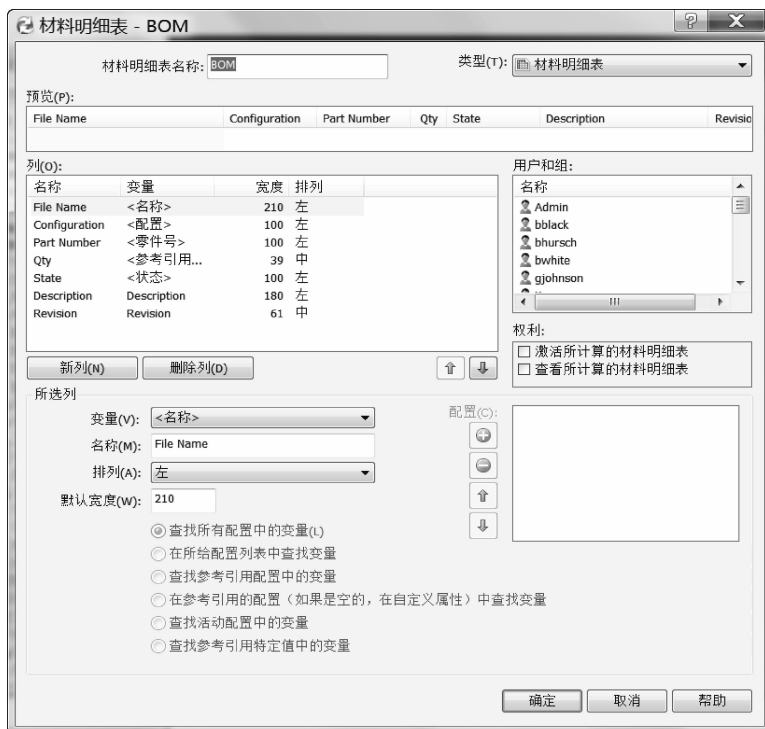 材料明细表 - BOM
材料明细表名称: BOM
类型(T): 材料明细表
预览(P):
File Name Configuration Part Number Qty State Description Revisio
列(O):
名称 变量 宽度 排列
File Name <名称> 210 左
Configuration <配置> 100 左
Part Number <零件号> 100 左
Qty <参考引用... 39 中
State <状态> 100 左
Description Description 180 左
Revision Revision 61 中
新列(N) 删除列(D)
用户和组:
名称
Admin
bblack
bhursch
bwhite
gjohnson
权利:
激活所计算的材料明细表
查看所计算的材料明细表
所选列
变量(V): <名称>
名称(M): File Name
排列(A): 左
默认宽度(W): 210
配置(C):
查找所有配置中的变量(L)
在所给配置列表中查找变量
查找参考引用配置中的变量
在参考引用的配置（如果是空的，在自定义属性）中查找变量
查找活动配置中的变量
查找参考引用特定值中的变量
确定 取消 帮助